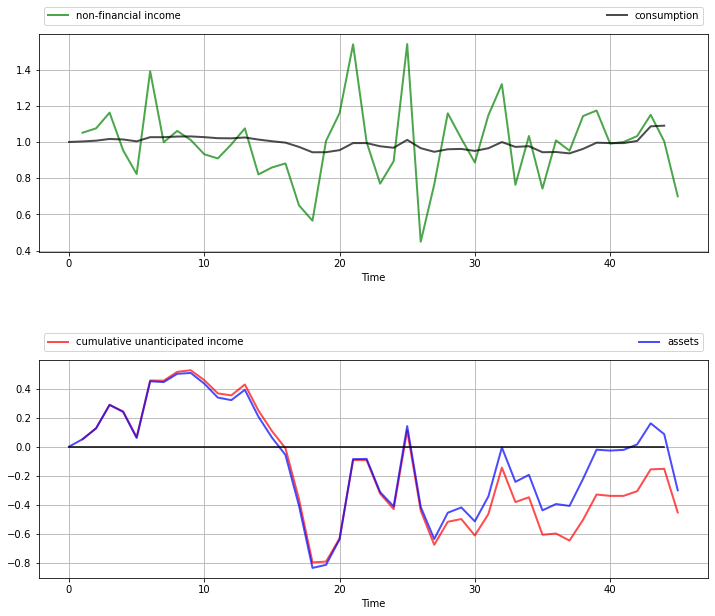 non-financial income consumption
1.4
1.2
1.0
0.8
0.6
0.4
0 10 20 30 40
Time
cumulative unanticipated income assets
0.4
0.2
0.0
−0.2
−0.4
−0.6
−0.8
0 10 20 30 40
Time